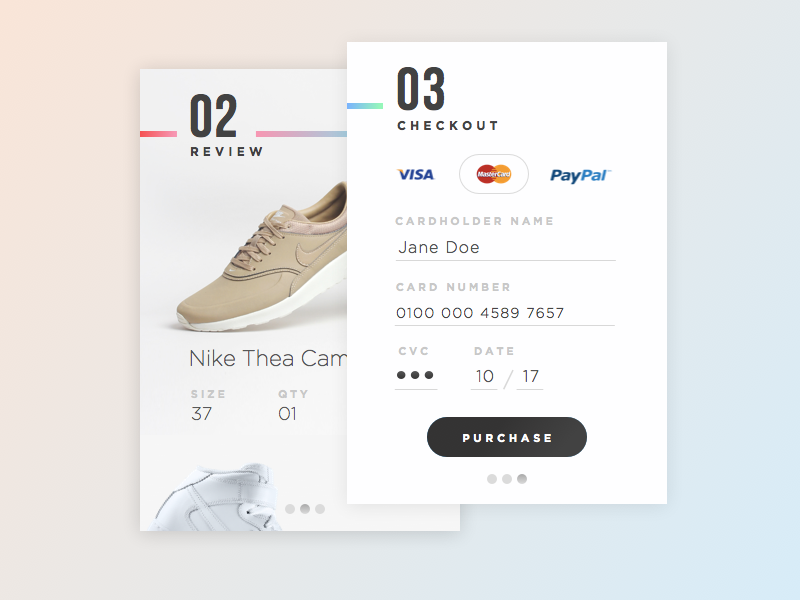 02
REVIEW
Nike Thea Cam
SIZE
QTY
37
01
03
CHECKOUT
VISA
MasterCard
PayPal
CARDHOLDER NAME
Jane Doe
CARD NUMBER
0100 000 4589 7657
CVC
DATE
10 / 17
PURCHASE